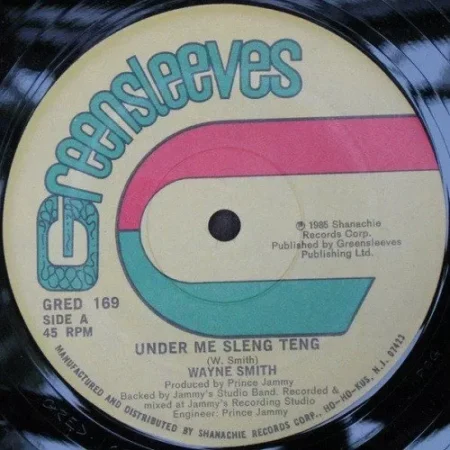 Greensleeves
℗ 1985 Shanachie
Records Corp.
Published by Greensleeves
Publishing Ltd.
GRED 169
SIDE A
45 RPM
UNDER ME SLENG TENG
(W. Smith)
WAYNE SMITH
Produced by Prince Jammy
Backed by Jammy's Studio Band. Recorded &
mixed at Jammy's Recording Studio
Engineer: Prince Jammy
MANUFACTURED AND DISTRIBUTED BY SHANACHIE RECORDS CORP., HO-HO-KUS, N.J. 07423